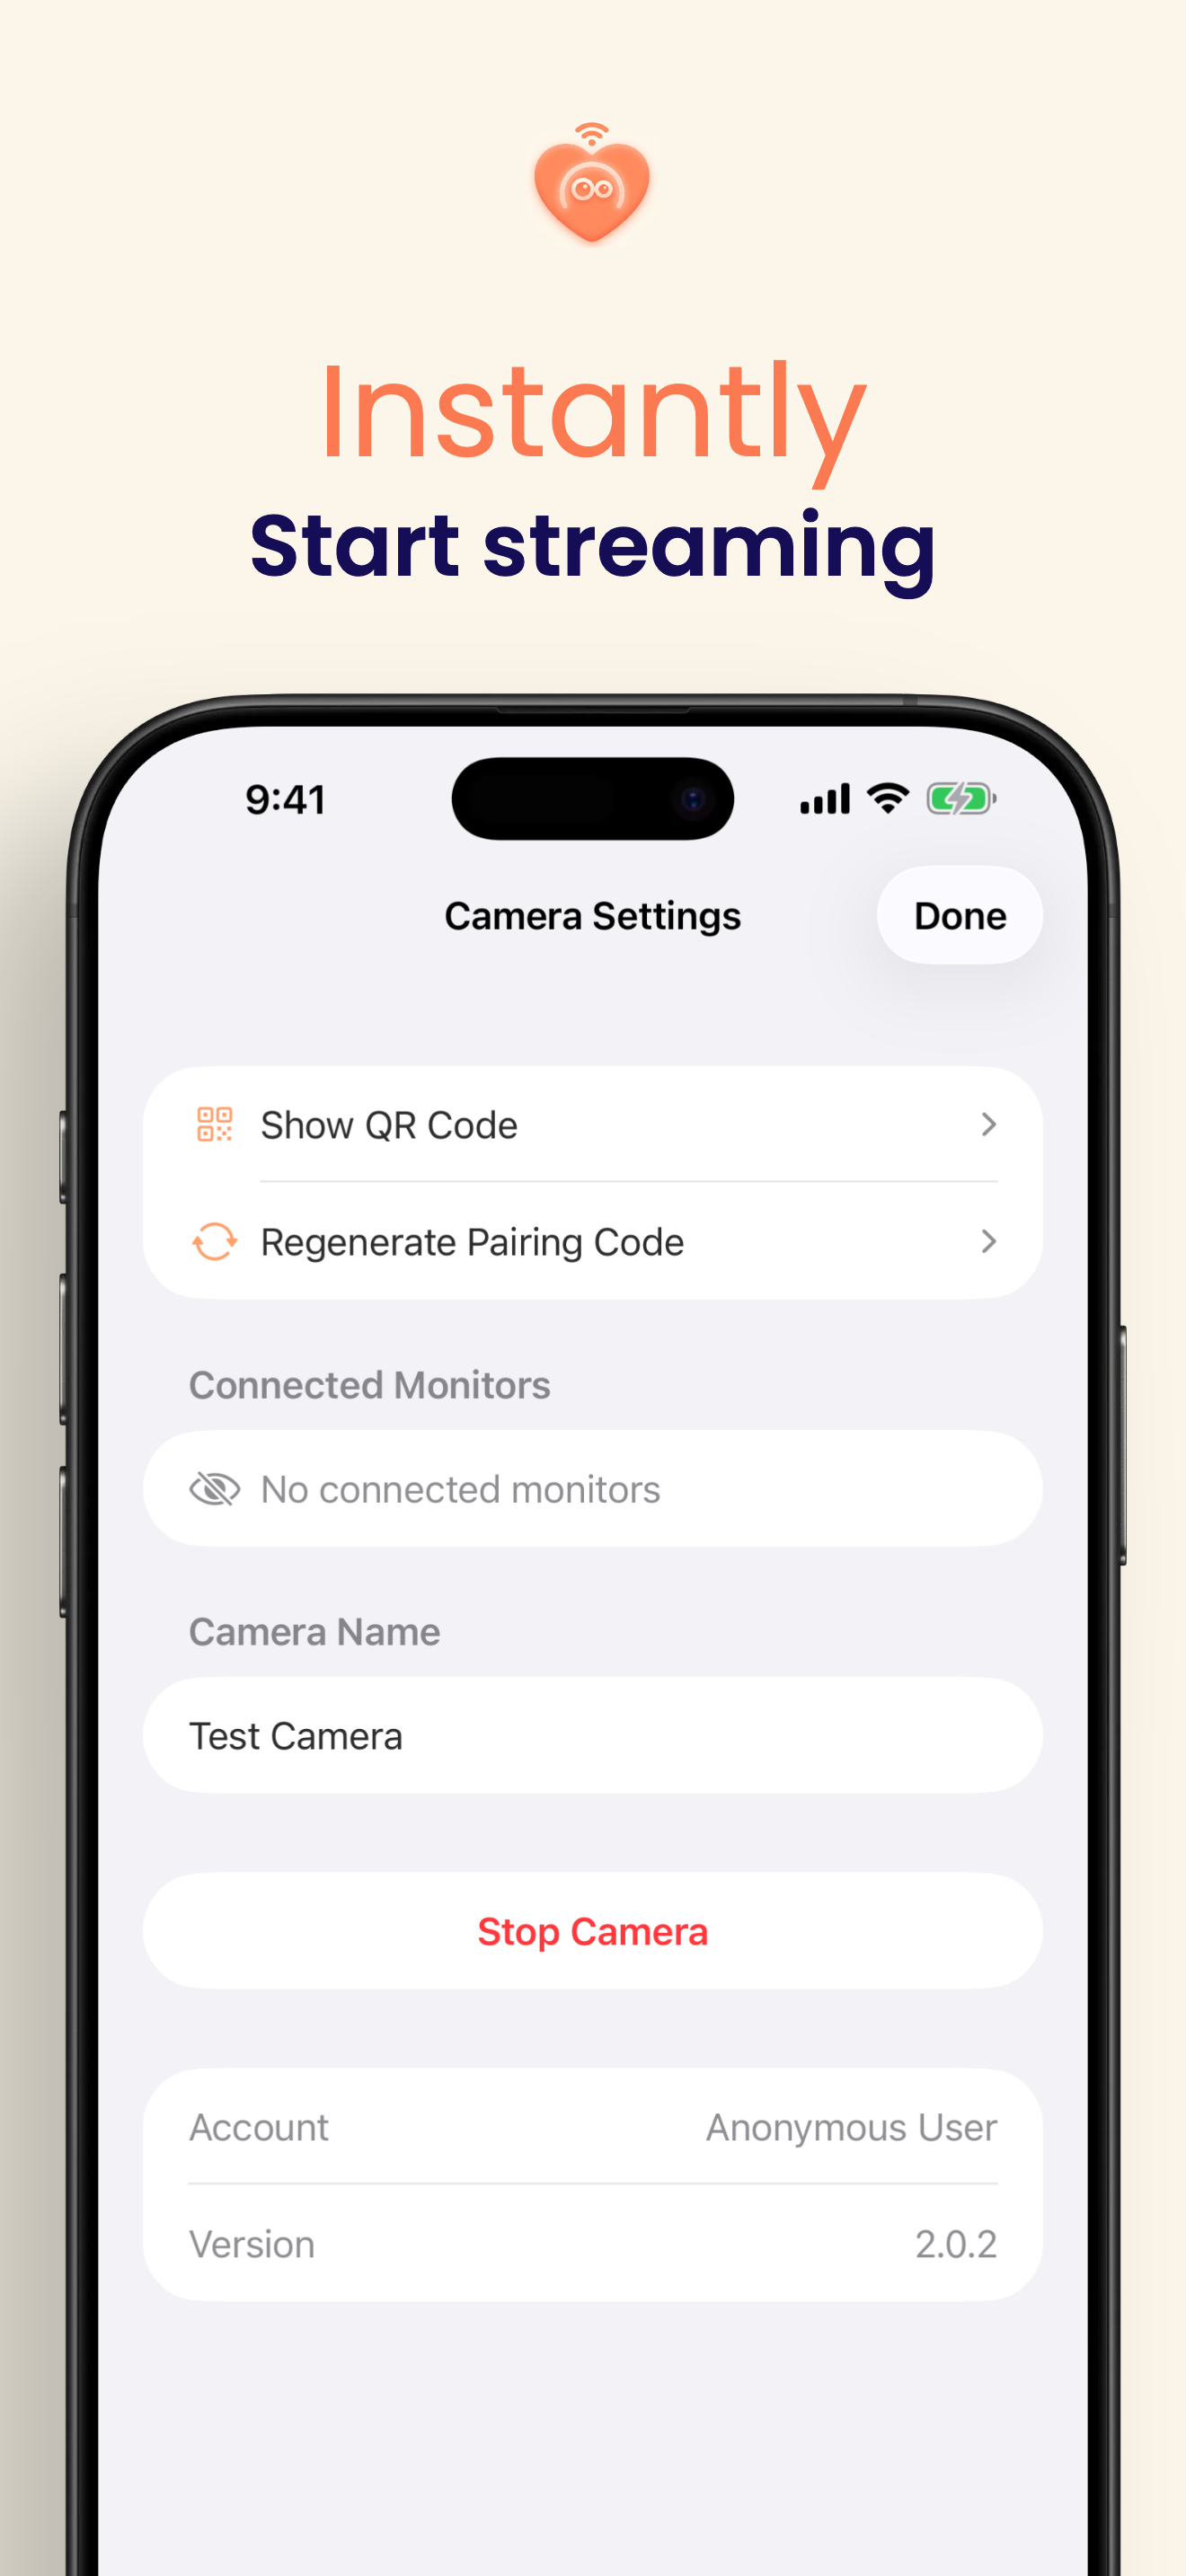 Instantly
Start streaming
9:41
Camera Settings
Done
Show QR Code
Regenerate Pairing Code
Connected Monitors
No connected monitors
Camera Name
Test Camera
Stop Camera
Account
Anonymous User
Version
2.0.2